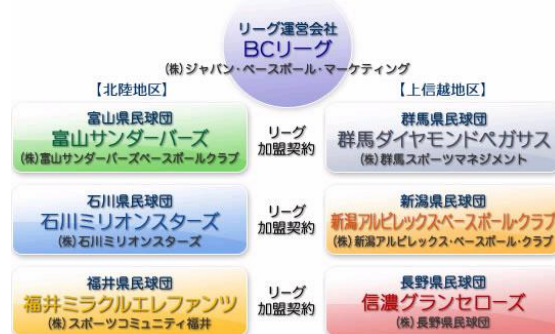 リーグ運営会社
BCリーグ
(株)ジャパン・ベースボール・マーケティング
【北陸地区】
【上信越地区】
富山県民球団
富山サンダーバーズ
(株)富山サンダーバーズベースボールクラブ
リーグ
加盟契約
群馬県民球団
群馬ダイヤモンドペガサス
(株)群馬スポーツマネジメント
石川県民球団
石川ミリオンスターズ
(株)石川ミリオンスターズ
リーグ
加盟契約
新潟県民球団
新潟アルビレックスベースボール・クラブ
(株)新潟アルビレックス・ベースボール・クラブ
福井県民球団
福井ミラクルエレファンツ
(株)スポーツコミュニティ福井
リーグ
加盟契約
長野県民球団
信濃グランセローズ
(株)長野県民球団